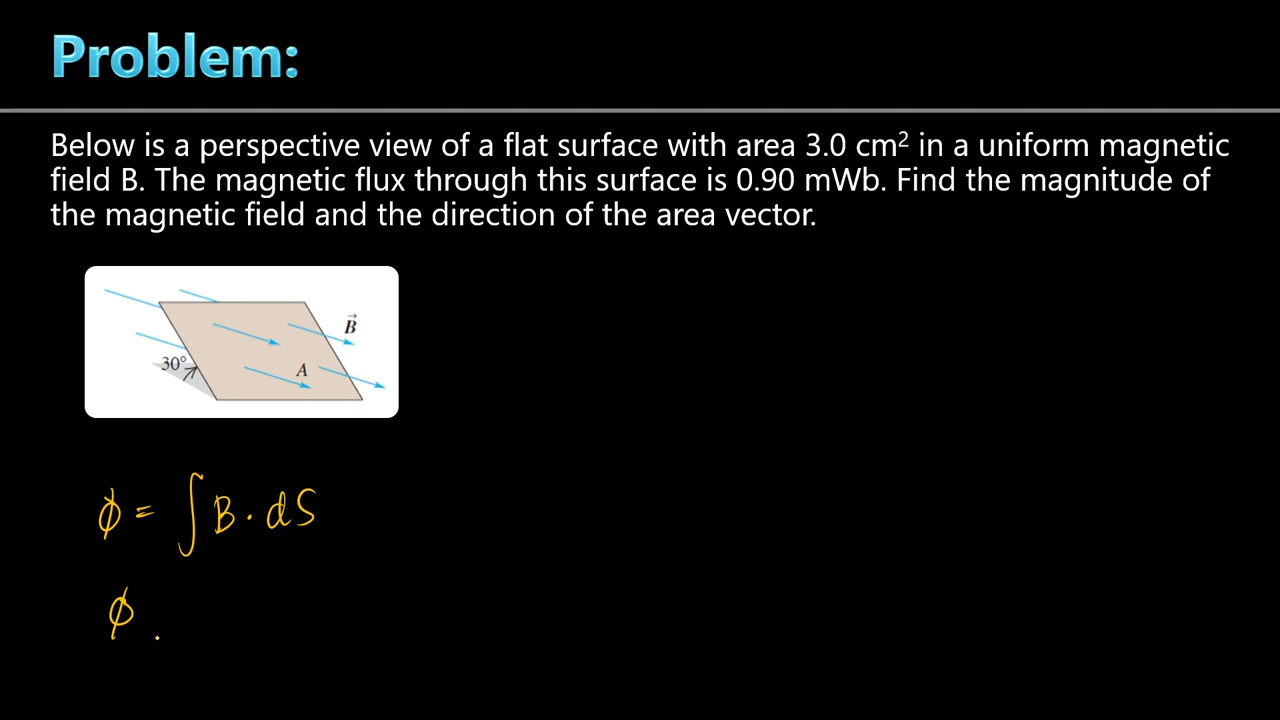 Problem:
Below is a perspective view of a flat surface with area 3.0 cm² in a uniform magnetic
field B. The magnetic flux through this surface is 0.90 mWb. Find the magnitude of
the magnetic field and the direction of the area vector.
B⃗
30°
A
ϕ = ∫ B · dS
ϕ